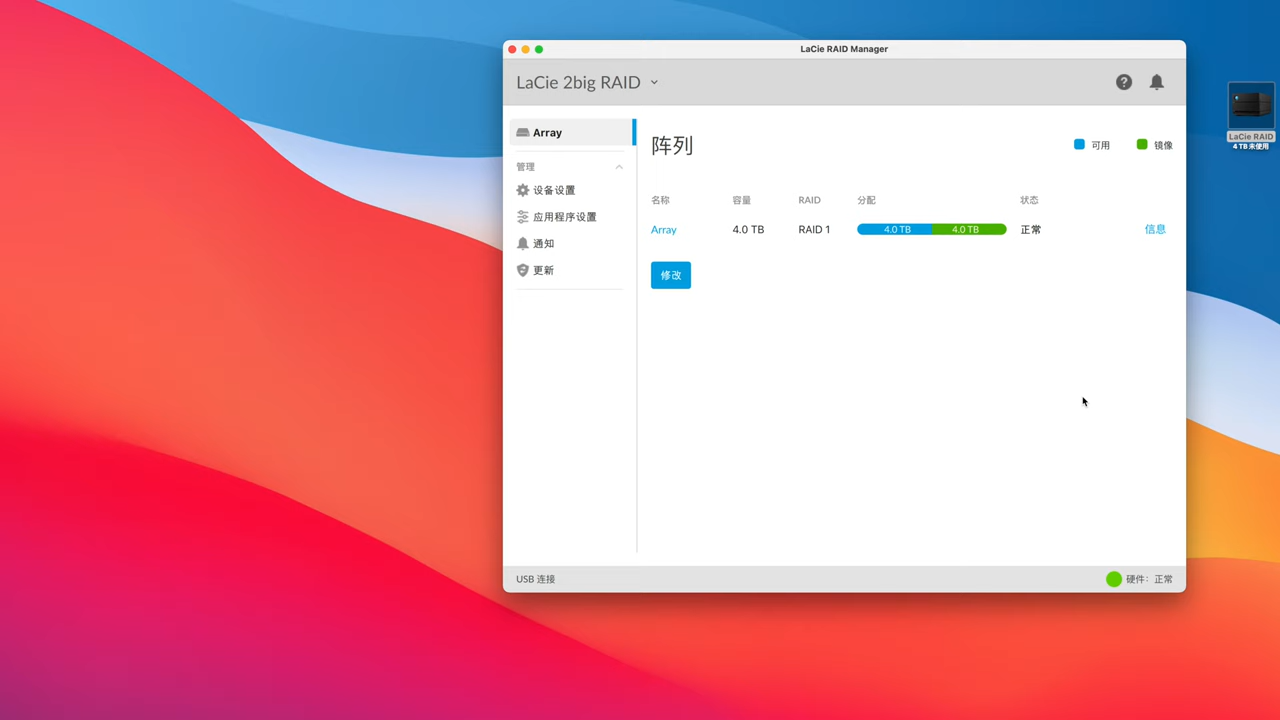 LaCie RAID Manager
LaCie 2big RAID
Array
管理
设备设置
应用程序设置
通知
更新
阵列
可用 镜像
名称 容量 RAID 分配 状态
Array 4.0 TB RAID 1 4.0 TB 4.0 TB 正常 信息
修改
USB 连接
硬件: 正常
LaCie RAID
4 TB 未使用